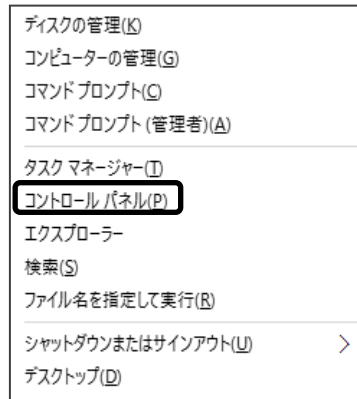 ディスクの管理(K)
コンピューターの管理(G)
コマンド プロンプト(C)
コマンド プロンプト (管理者)(A)
タスク マネージャー(T)
コントロール パネル(P)
エクスプローラー
検索(S)
ファイル名を指定して実行(R)
シャットダウンまたはサインアウト(U)
デスクトップ(D)